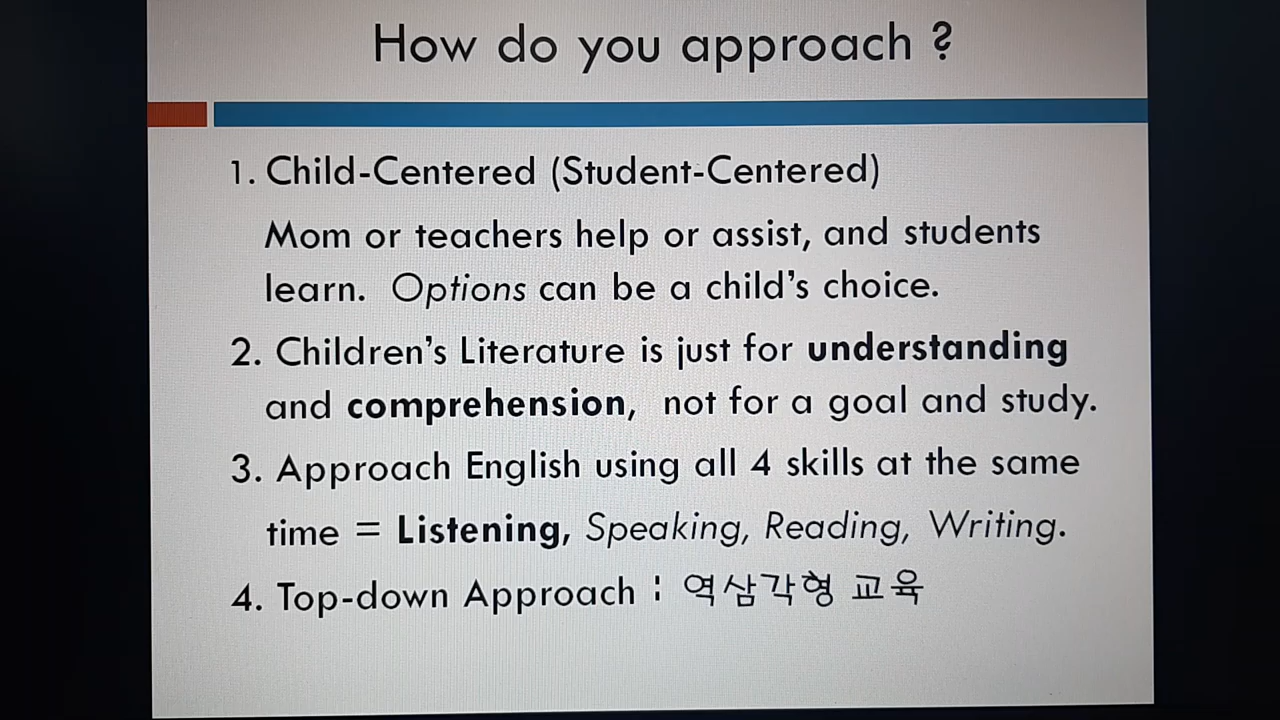 How do you approach ?
1. Child-Centered (Student-Centered)
Mom or teachers help or assist, and students
learn. Options can be a child's choice.
2. Children's Literature is just for understanding
and comprehension, not for a goal and study.
3. Approach English using all 4 skills at the same
time = Listening, Speaking, Reading, Writing.
4. Top-down Approach : 역삼각형 교육